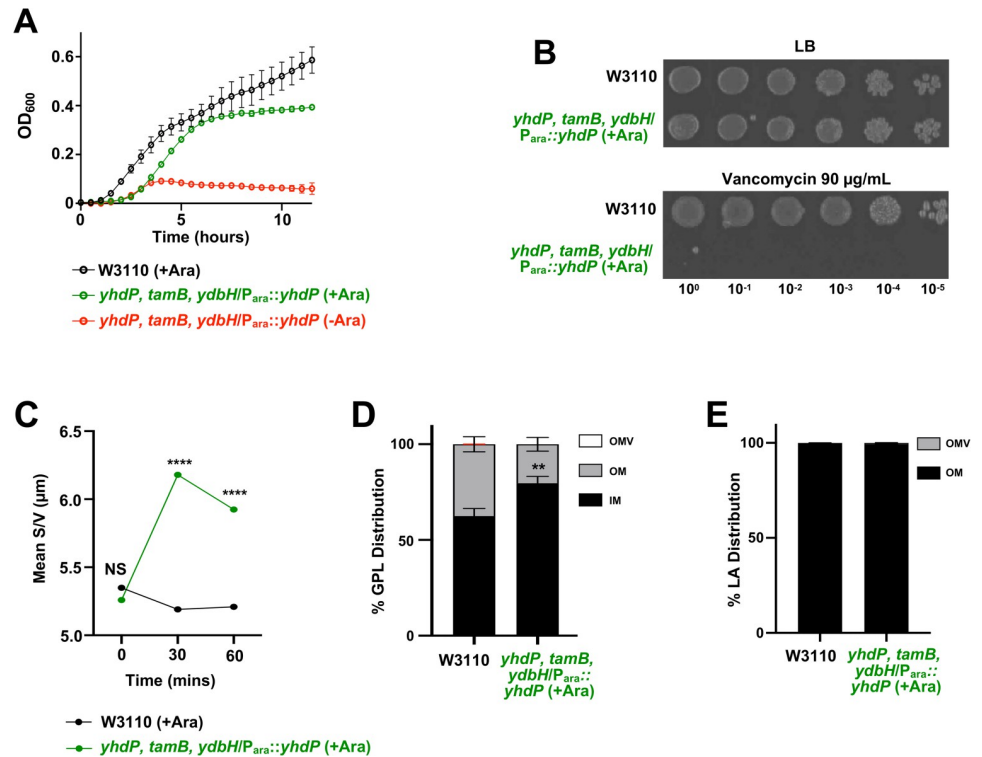 A
OD600
0.6
0.4
0.2
0
0
5
10
Time (hours)
W3110 (+Ara)
yhdP, tamB, ydbH/Para::yhdP (+Ara)
yhdP, tamB, ydbH/Para::yhdP (-Ara)
B
LB
W3110
yhdP, tamB, ydbH/
Para::yhdP (+Ara)
Vancomycin 90 µg/mL
W3110
yhdP, tamB, ydbH/
Para::yhdP (+Ara)
10⁰ 10⁻¹ 10⁻² 10⁻³ 10⁻⁴ 10⁻⁵
C
Mean S/V (µm)
6.5
6.0
5.5
5.0
NS
****
****
0 30 60
Time (mins)
W3110 (+Ara)
yhdP, tamB, ydbH/Para::yhdP (+Ara)
D
% GPL Distribution
100
50
0
**
OMV
OM
IM
W3110
yhdP, tamB,
ydbH/Para::
yhdP (+Ara)
E
% LA Distribution
100
50
0
OMV
OM
W3110
yhdP, tamB,
ydbH/Para::
yhdP (+Ara)